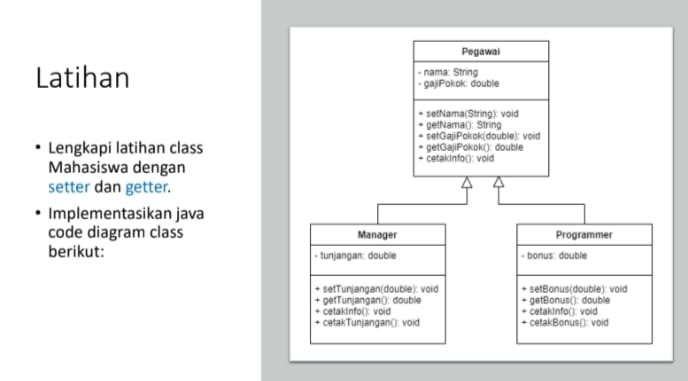 Latihan
• Lengkapi latihan class
Mahasiswa dengan
setter dan getter.
• Implementasikan java
code diagram class
berikut:
Pegawai
- nama: String
- gajiPokok: double
+ setNama(String): void
+ getNama(): String
+ setGajiPokok(double): void
+ getGajiPokok(): double
+ cetakInfo(): void
Manager
- tunjangan: double
+ setTunjangan(double): void
+ getTunjangan(): double
+ cetakInfo(): void
+ cetakTunjangan(): void
Programmer
- bonus: double
+ setBonus(double): void
+ getBonus(): double
+ cetakInfo(): void
+ cetakBonus(): void